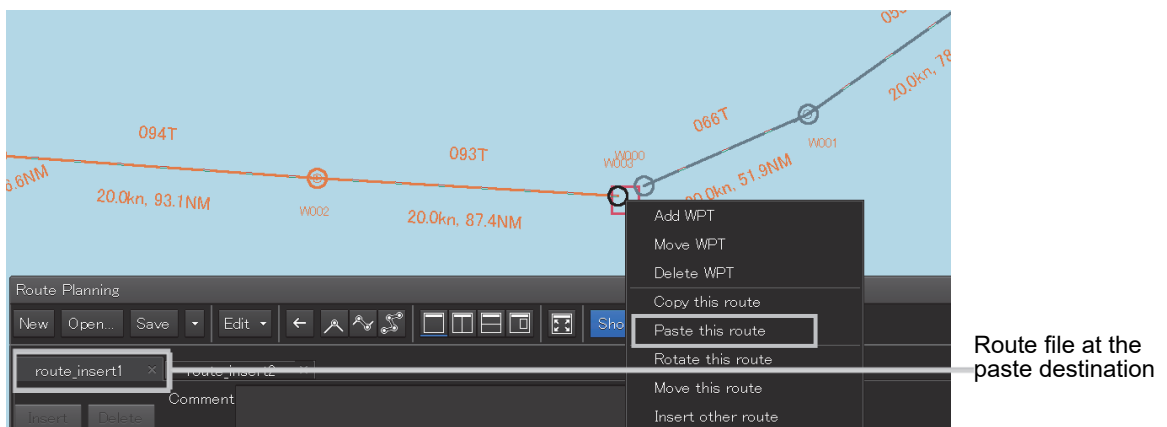 055
20.0kn, 78
066T
W001
094T
093T
W000
W003
6.6NM
20.0kn, 93.1NM
W002
20.0kn, 87.4NM
20.0kn, 51.9NM
Add WPT
Move WPT
Delete WPT
Copy this route
Paste this route
Rotate this route
Move this route
Insert other route
Route Planning
New Open... Save Edit Sho
route_insert1 × route_insert2 ×
Comment
Insert Delete
Route file at the
paste destination